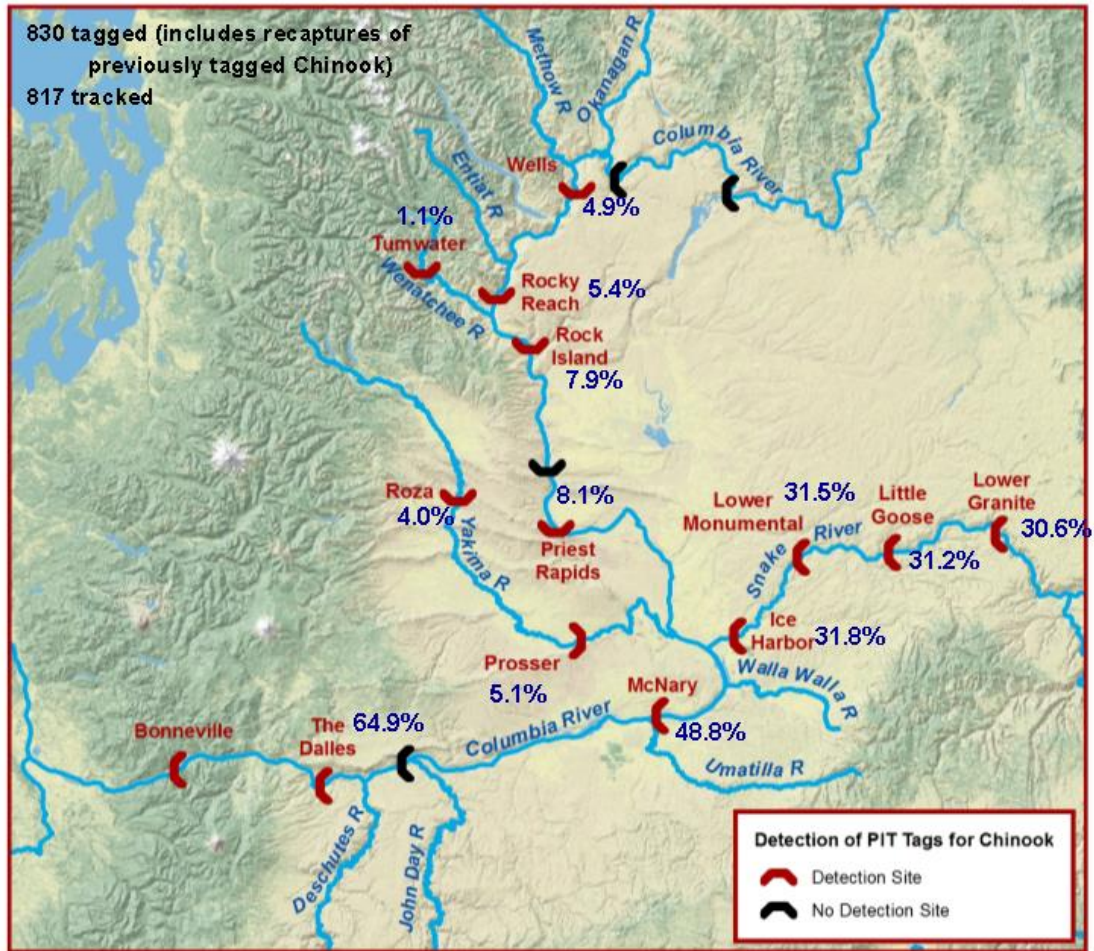 830 tagged (includes recaptures of
previously tagged Chinook)
817 tracked
Methow R
Okanagan R
Columbia River
Wells
4.9%
Entiat R
1.1%
Tumwater
Wenatchee R
Rocky
Reach
5.4%
Rock
Island
7.9%
Roza
4.0%
Yakima R
8.1%
Priest
Rapids
Lower
Monumental
31.5%
Little
Goose
31.2%
Lower
Granite
30.6%
Snake River
Ice
Harbor
31.8%
Walla Walla R
Prosser
5.1%
McNary
48.8%
Umatilla R
Columbia River
Bonneville
The
Dalles
64.9%
Deschutes R
John Day R
Detection of PIT Tags for Chinook
Detection Site
No Detection Site